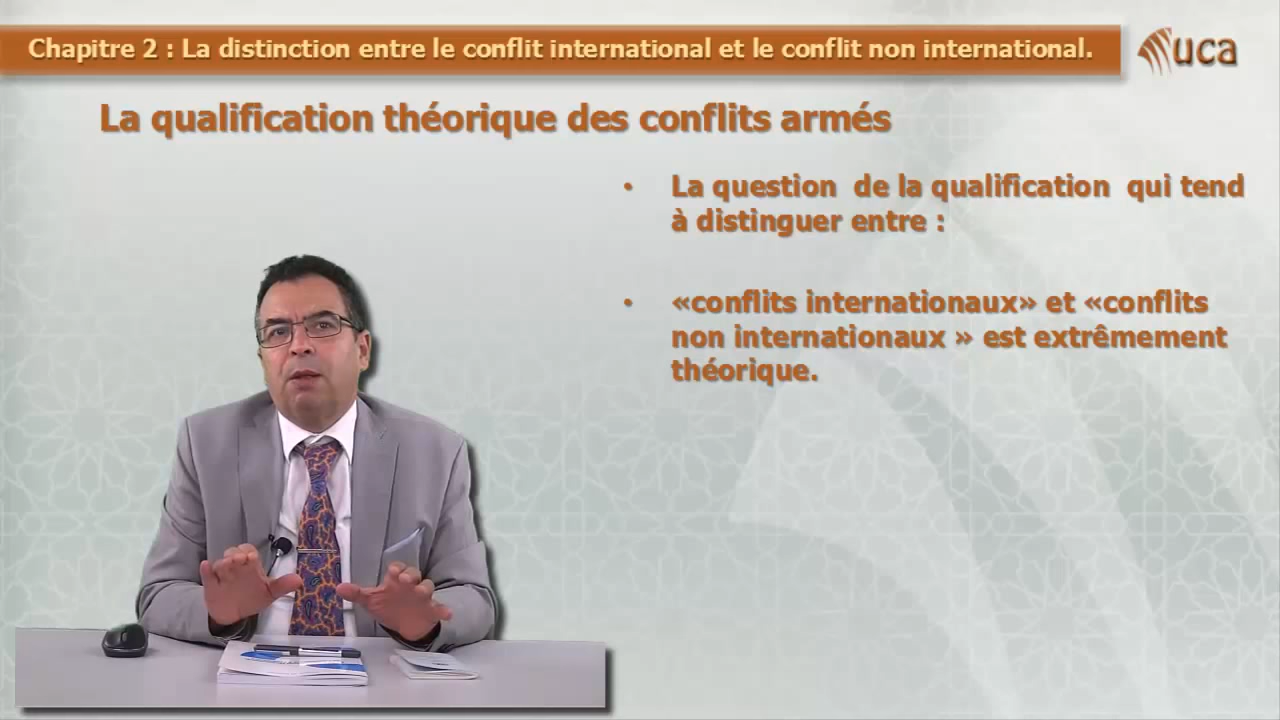 Chapitre 2 : La distinction entre le conflit international et le conflit non international.
uca
La qualification théorique des conflits armés
• La question de la qualification qui tend
à distinguer entre :
• «conflits internationaux» et «conflits
non internationaux » est extrêmement
théorique.